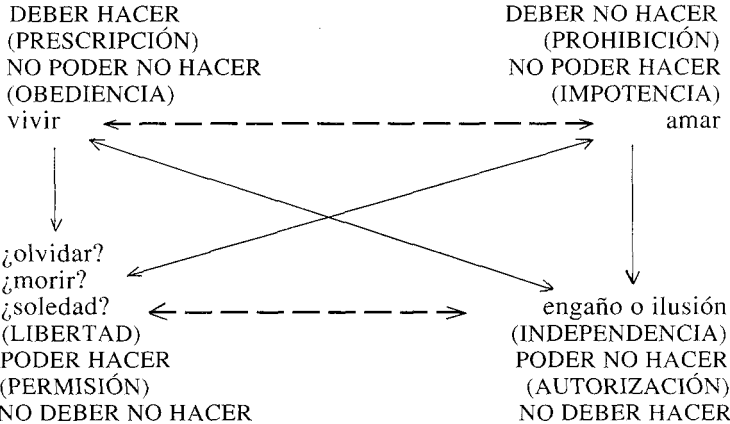 DEBER HACER
(PRESCRIPCIÓN)
NO PODER NO HACER
(OBEDIENCIA)
vivir
DEBER NO HACER
(PROHIBICIÓN)
NO PODER HACER
(IMPOTENCIA)
amar
¿olvidar?
¿morir?
¿soledad?
(LIBERTAD)
PODER HACER
(PERMISIÓN)
NO DEBER NO HACER
engaño o ilusión
(INDEPENDENCIA)
PODER NO HACER
(AUTORIZACIÓN)
NO DEBER HACER